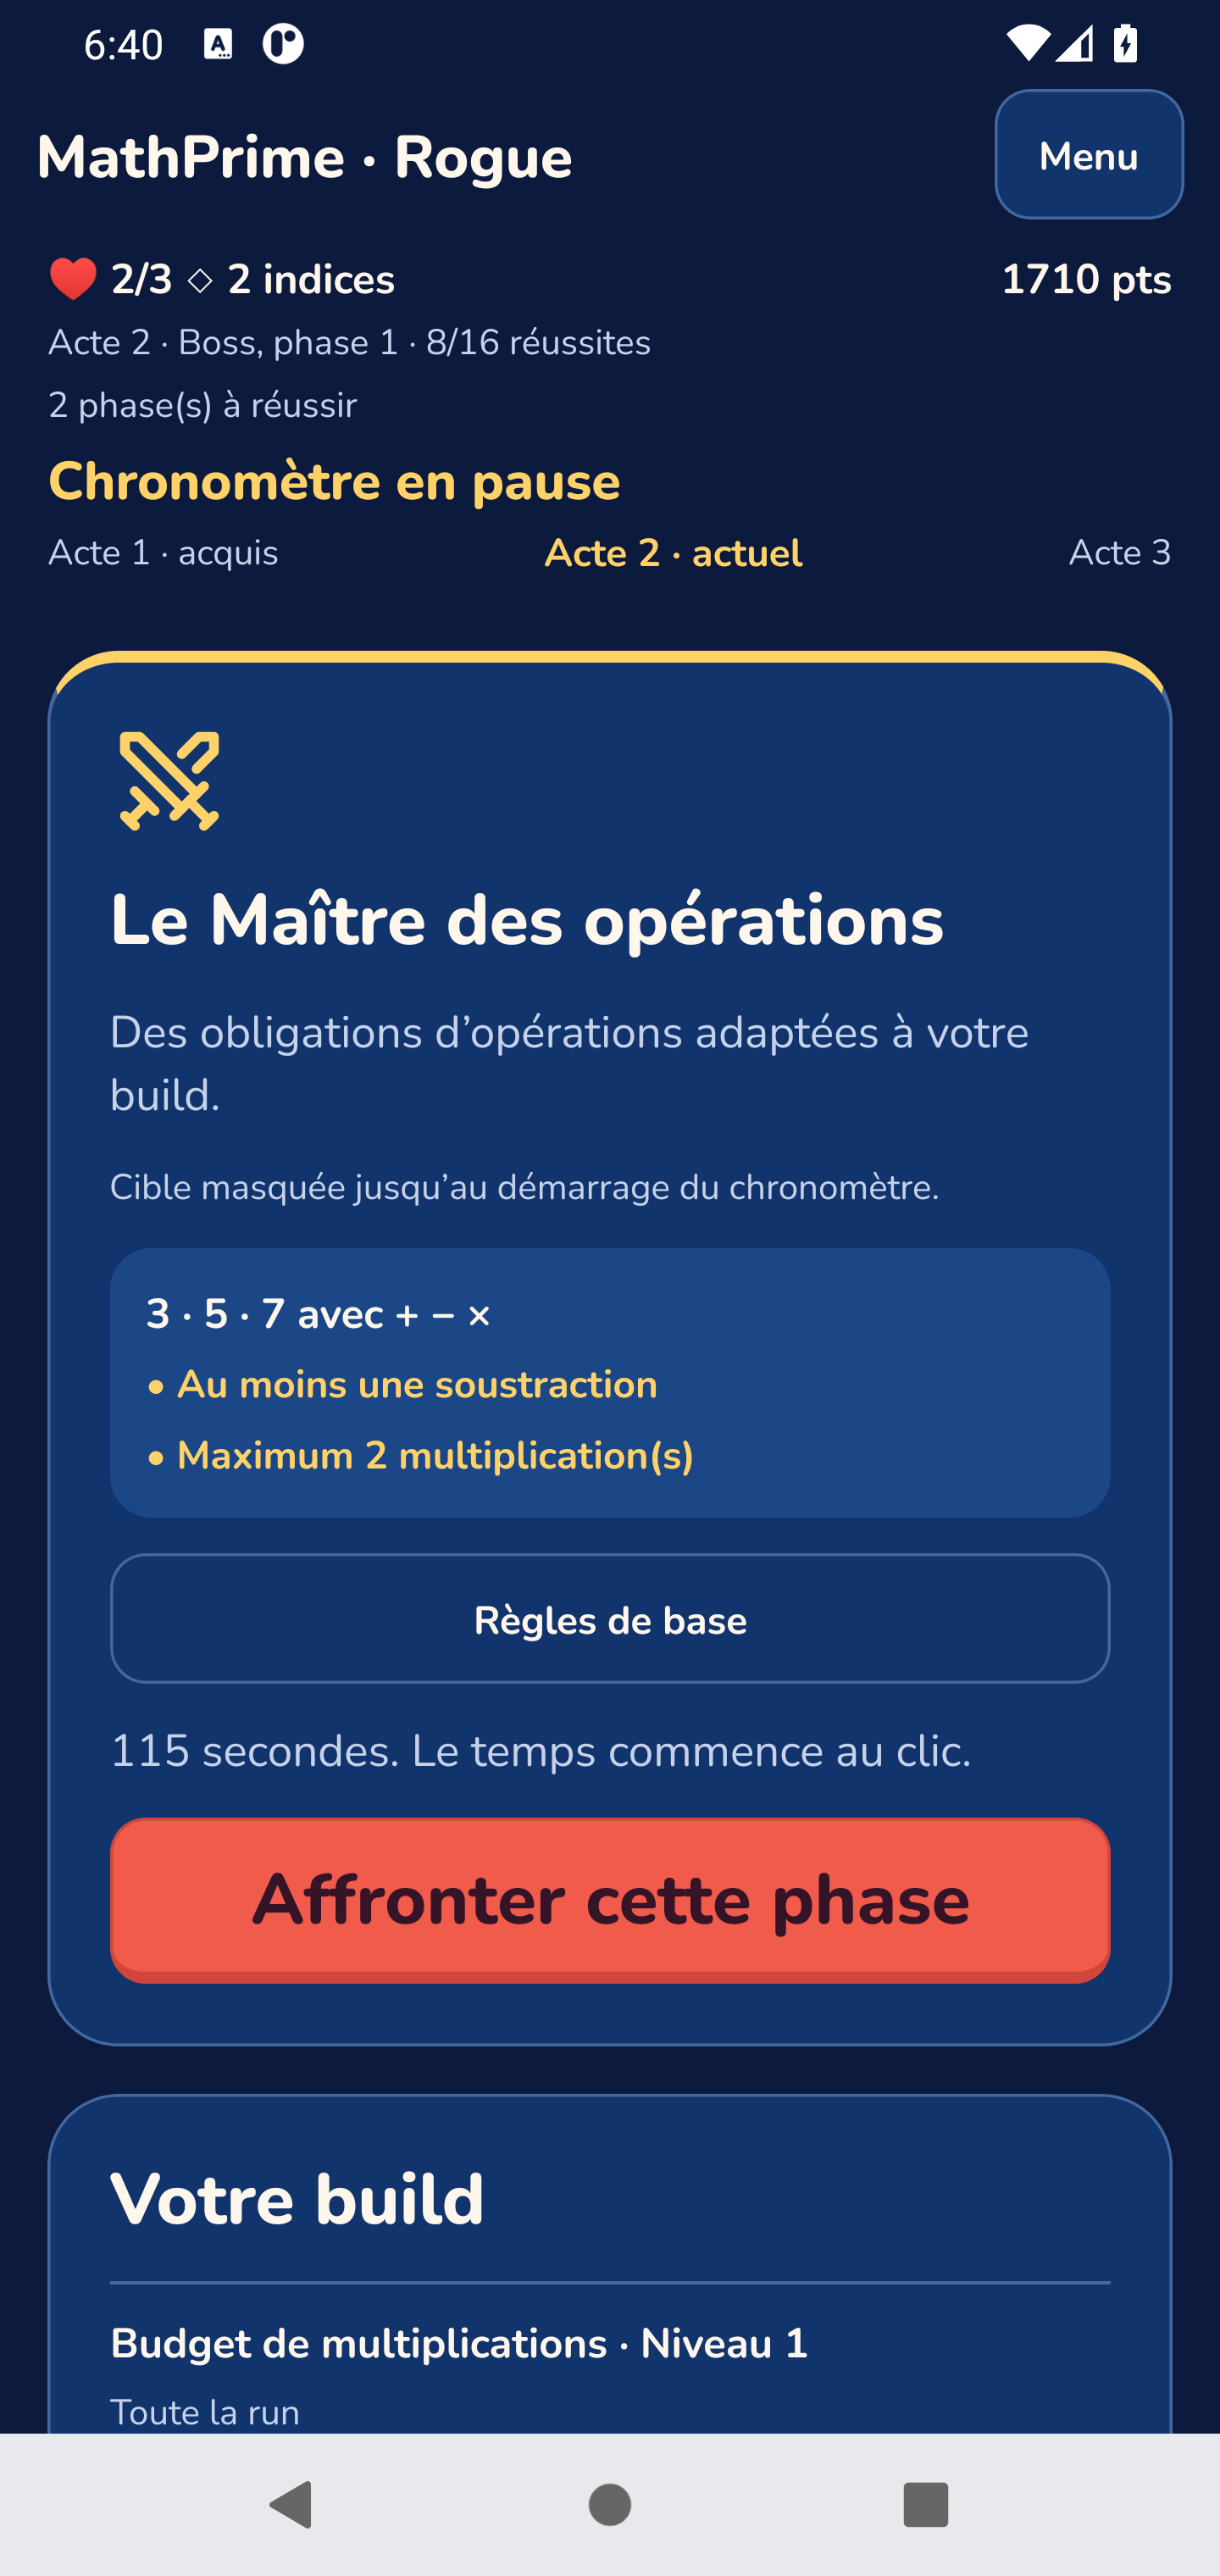 6:40
MathPrime · Rogue
Menu
2/3 ◇ 2 indices
1710 pts
Acte 2 · Boss, phase 1 · 8/16 réussites
2 phase(s) à réussir
Chronomètre en pause
Acte 1 · acquis
Acte 2 · actuel
Acte 3
Le Maître des opérations
Des obligations d’opérations adaptées à votre
build.
Cible masquée jusqu’au démarrage du chronomètre.
3 · 5 · 7 avec + − ×
• Au moins une soustraction
• Maximum 2 multiplication(s)
Règles de base
115 secondes. Le temps commence au clic.
Affronter cette phase
Votre build
Budget de multiplications · Niveau 1
Toute la run